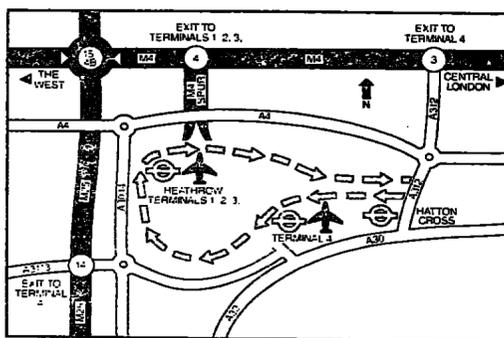 EXIT TO
TERMINALS 1 2, 3,
EXIT TO
TERMINAL 4
15
4B
M4
4
M4
3
THE
WEST
M4
SPUR
N
CENTRAL
LONDON
A312
A4
A4
M25
A3044
HEATHROW
TERMINALS 1 2, 3,
A312
HATTON
CROSS
TERMINAL 4
A30
A3113
14
EXIT TO
TERMINAL
M25
A30